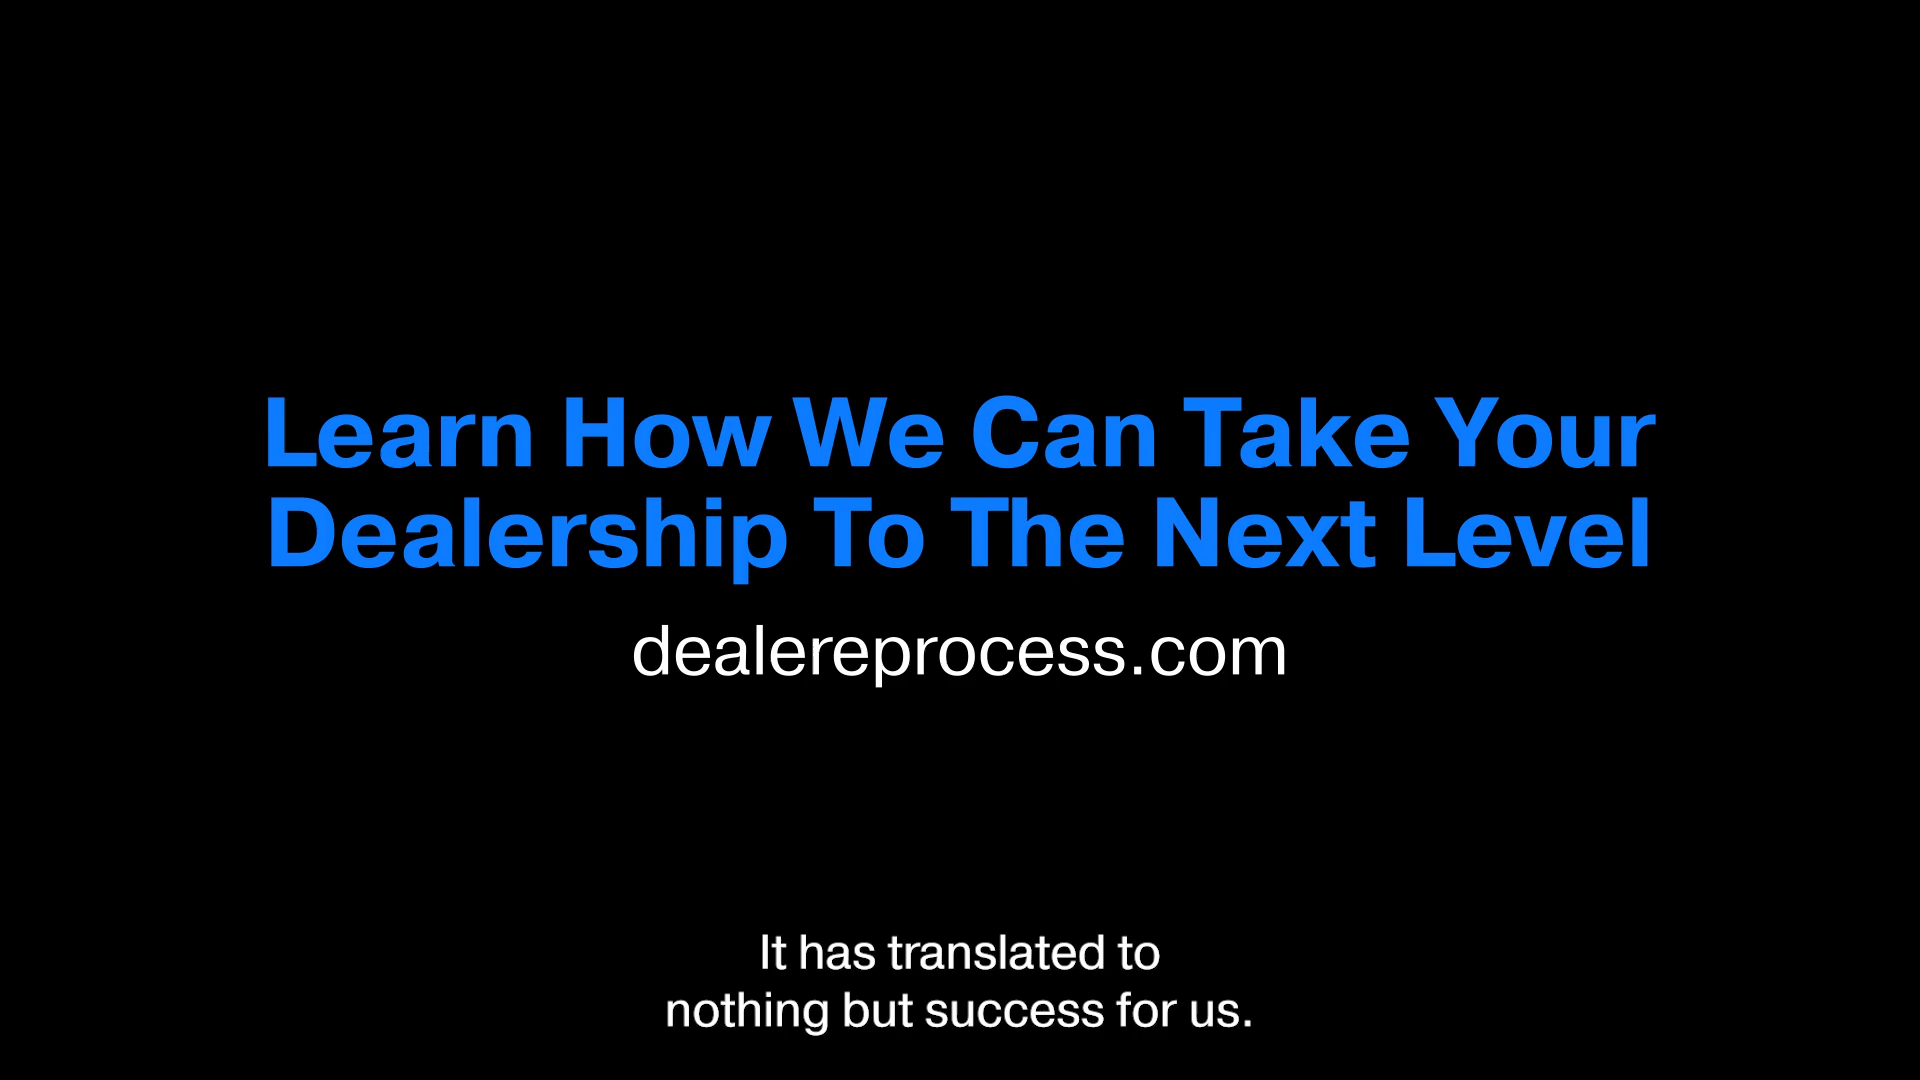 Learn How We Can Take Your
Dealership To The Next Level
dealereprocess.com
It has translated to
nothing but success for us.